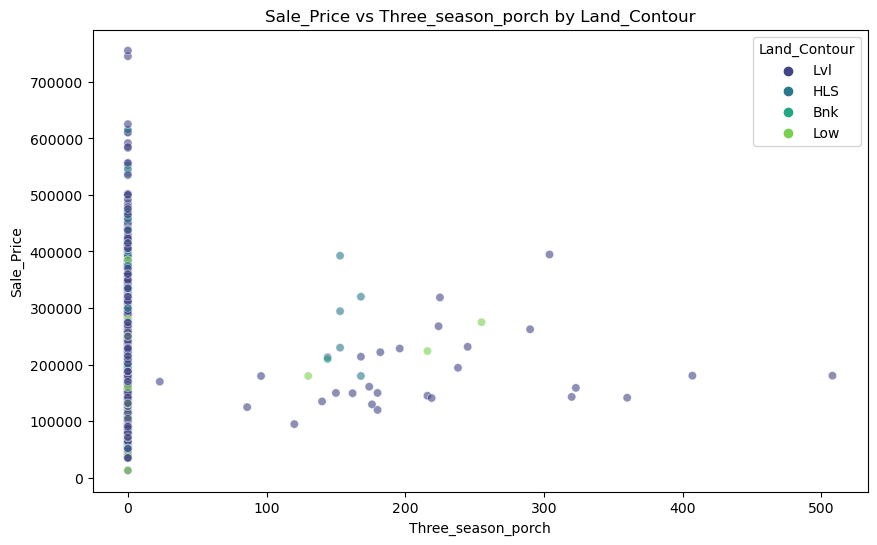 Sale_Price vs Three_season_porch by Land_Contour
Land_Contour
Lvl
HLS
Bnk
Low
Sale_Price
700000
600000
500000
400000
300000
200000
100000
0
0 100 200 300 400 500
Three_season_porch